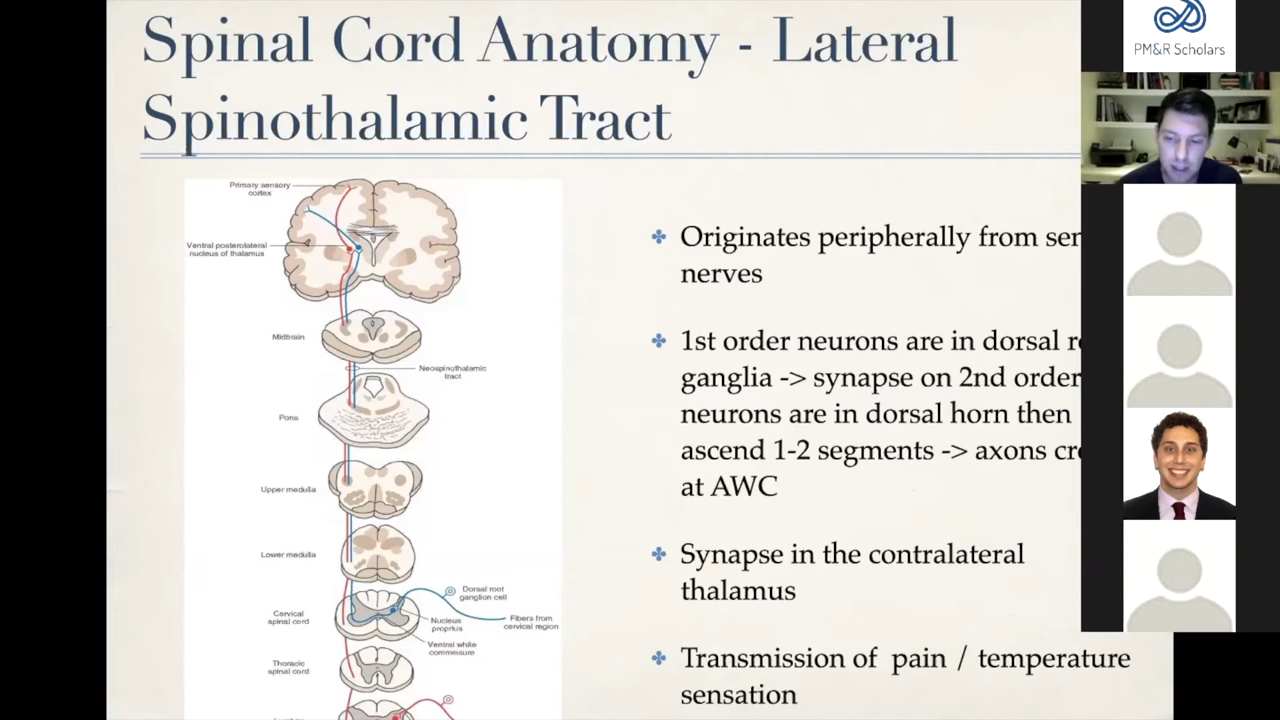 Spinal Cord Anatomy - Lateral
Spinothalamic Tract
PM&R Scholars
Primary sensory
cortex
Ventral posterolateral
nucleus of thalamus
Midbrain
Neospinothalamic
tract
Pons
Upper medulla
Lower medulla
Dorsal root
ganglion cell
Cervical
spinal cord
Nucleus
proprius
Fibers from
cervical region
Ventral white
commissure
Thoracic
spinal cord
Originates peripherally from
nerves
1st order neurons are in dorsal
ganglia -> synapse on 2nd order
neurons are in dorsal horn then
ascend 1-2 segments -> axons
at AWC
Synapse in the contralateral
thalamus
Transmission of pain / temperature
sensation